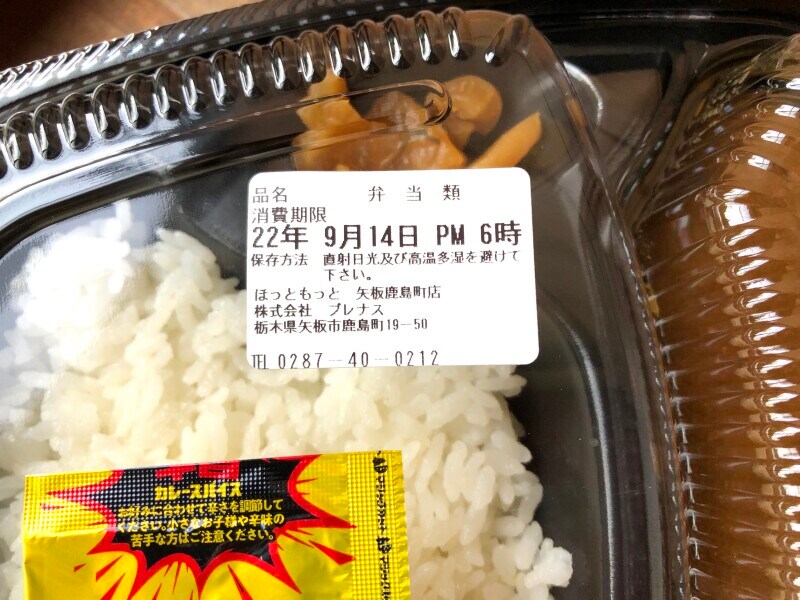 品名 弁当類
消費期限
22年 9月14日 PM 6時
保存方法 直射日光及び高温多湿を避けて
下さい。
ほっともっと 矢板鹿島町店
株式会社 プレナス
栃木県矢板市鹿島町19-50
TEL 0287-40-0212
カレースパイス
お好みに合わせて辛さを調節して
ください。小さなお子様や辛味の
苦手な方はご注意ください。